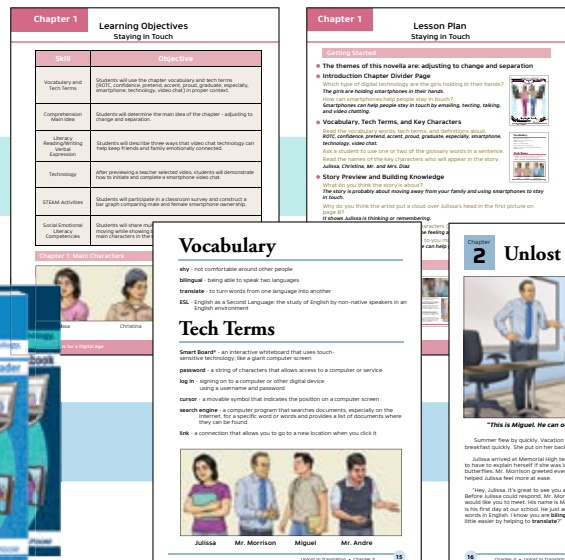 Chapter 1
Learning Objectives
Staying in Touch
Skill
Objective
Vocabulary and
Tech Terms
Students will use the chapter vocabulary and tech terms
(ROTC, confidence, pretend, accent, proud, graduate, especially,
smartphone, technology, video chat) in proper context.
Comprehension
Main Idea
Students will determine the main idea of the chapter - adjusting to
change and separation.
Literacy
Reading/Writing
Verbal
Expression
Students will describe three ways that video chat technology can
help keep friends and family emotionally connected.
Technology
After previewing a teacher selected video, students will demonstrate
how to initiate and complete a smartphone video chat.
STEAM Activities
Students will participate in a classroom survey and construct a
bar graph comparing male and female smartphone ownership.
Social Emotional
Literacy
Competencies
Students will share
moving while showing
main characters in the
Chapter 1 Main Characters
Christina
for a Digital Age
Chapter 1
Lesson Plan
Staying in Touch
Getting Started
The themes of this novella are: adjusting to change and separation
Introduction Chapter Divider Page
Which type of digital technology are the girls holding in their hands?
The girls are holding smartphones in their hands.
How can smartphones help people stay in touch?
Smartphones can help people stay in touch by emailing, texting, talking,
and video chatting.
Vocabulary, Tech Terms, and Key Characters
Read the vocabulary words, tech terms, and definitions aloud.
ROTC, confidence, pretend, accent, proud, graduate, especially, smartphone,
technology, video chat.
Ask a student to use one or two of the glossary words in a sentence.
Read the names of the key characters who will appear in the story.
Julissa, Christina, Mr. and Mrs. Diaz
Story Preview and Building Knowledge
What do you think the story is about?
The story is probably about moving away from your family and using smartphones to stay
in touch.
Why do you think the artist put a cloud over Julissa's head in the first picture on
page 8?
It shows Julissa is thinking or remembering.
Vocabulary
shy - not comfortable around other people
bilingual - being able to speak two languages
translate - to turn words from one language into another
ESL - English as a Second Language: the study of English by non-native speakers in an
English environment
Tech Terms
Smart Board® - an interactive whiteboard that uses touch-
sensitive technology; like a giant computer screen
password - a string of characters that allows access to a computer or service
log in - signing on to a computer or other digital device
using a username and password
cursor - a movable symbol that indicates the position on a computer screen
search engine - a computer program that searches documents, especially on the
Internet, for a specific word or words and provides a list of documents where
they can be found
link - a connection that allows you to go to a new location when you click it
Julissa
Mr. Morrison
Miguel
Mr. Andre
15
Chapter
2
Unlost
"This is Miguel. He can o
Summer flew by quickly. Vacation
breakfast quickly. She put on her back
Julissa arrived at Memorial High
to have to explain herself if she was
butterflies. Mr. Morrison greeted ever
helped Julissa feel more at ease.
"Hey, Julissa. It's great to see you
Before Julissa could respond, Mr. Mor
would like you to meet. His name is M
is his first day at our school. He just a
words in English. I know you are bilin
little easier by helping to translate?"
16